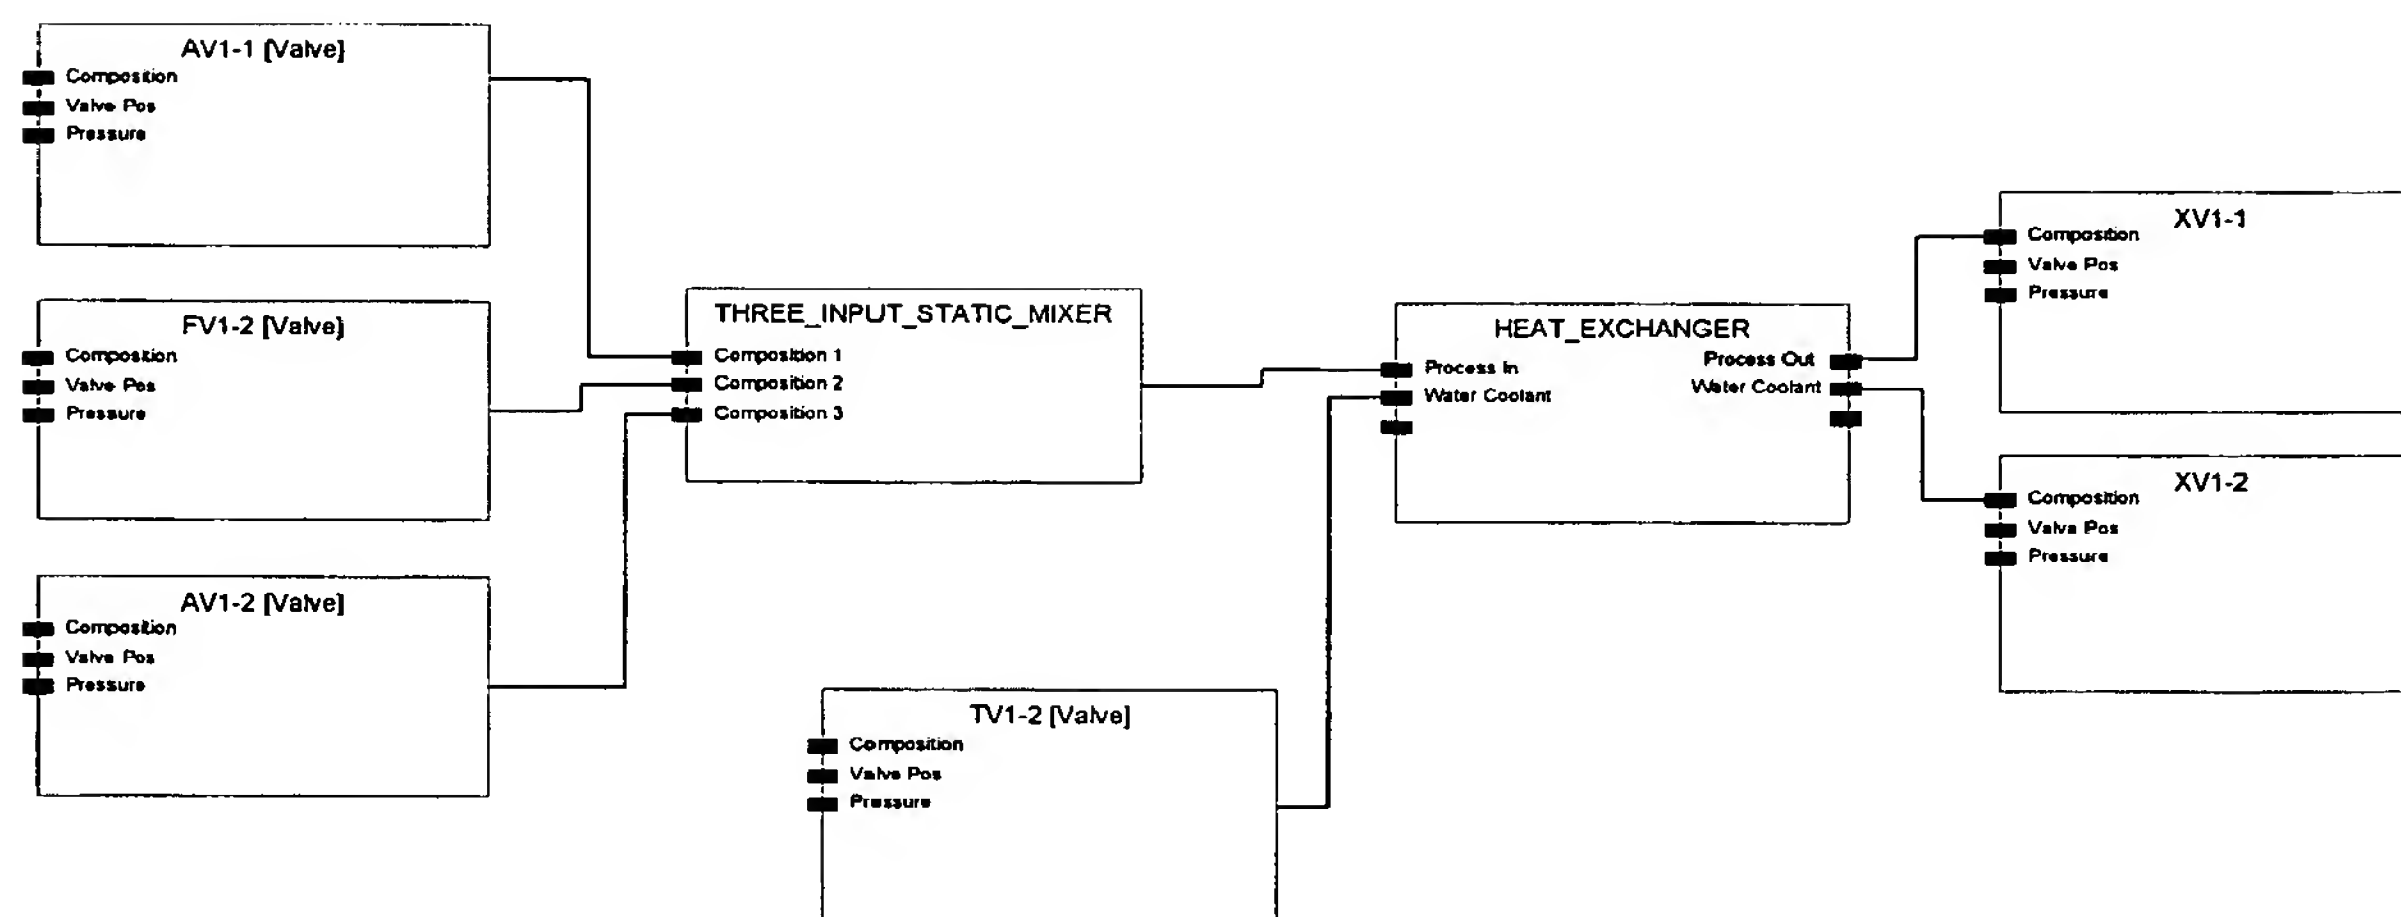 AV1-1 [Valve]
Composition
Valve Pos
Pressure
FV1-2 [Valve]
Composition
Valve Pos
Pressure
AV1-2 [Valve]
Composition
Valve Pos
Pressure
THREE_INPUT_STATIC_MIXER
Composition 1
Composition 2
Composition 3
TV1-2 [Valve]
Composition
Valve Pos
Pressure
HEAT_EXCHANGER
Process In
Water Coolant
Process Out
Water Coolant
XV1-1
Composition
Valve Pos
Pressure
XV1-2
Composition
Valve Pos
Pressure